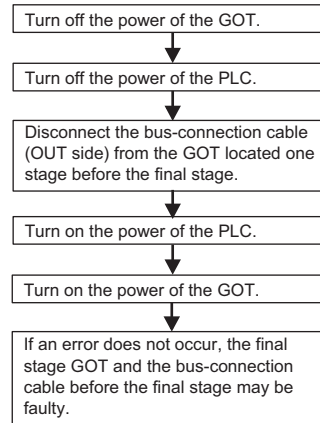 Turn off the power of the GOT.
Turn off the power of the PLC.
Disconnect the bus-connection cable
(OUT side) from the GOT located one
stage before the final stage.
Turn on the power of the PLC.
Turn on the power of the GOT.
If an error does not occur, the final
stage GOT and the bus-connection
cable before the final stage may be
faulty.